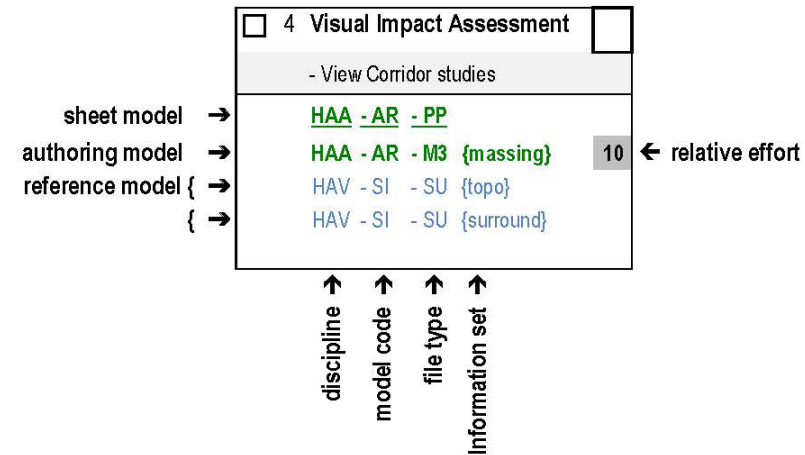 4 Visual Impact Assessment
- View Corridor studies
sheet model → HAA - AR - PP
authoring model → HAA - AR - M3 {massing} 10 ← relative effort
reference model { → HAV - SI - SU {topo}
{ → HAV - SI - SU {surround}
discipline →
model code →
file type →
Information set →